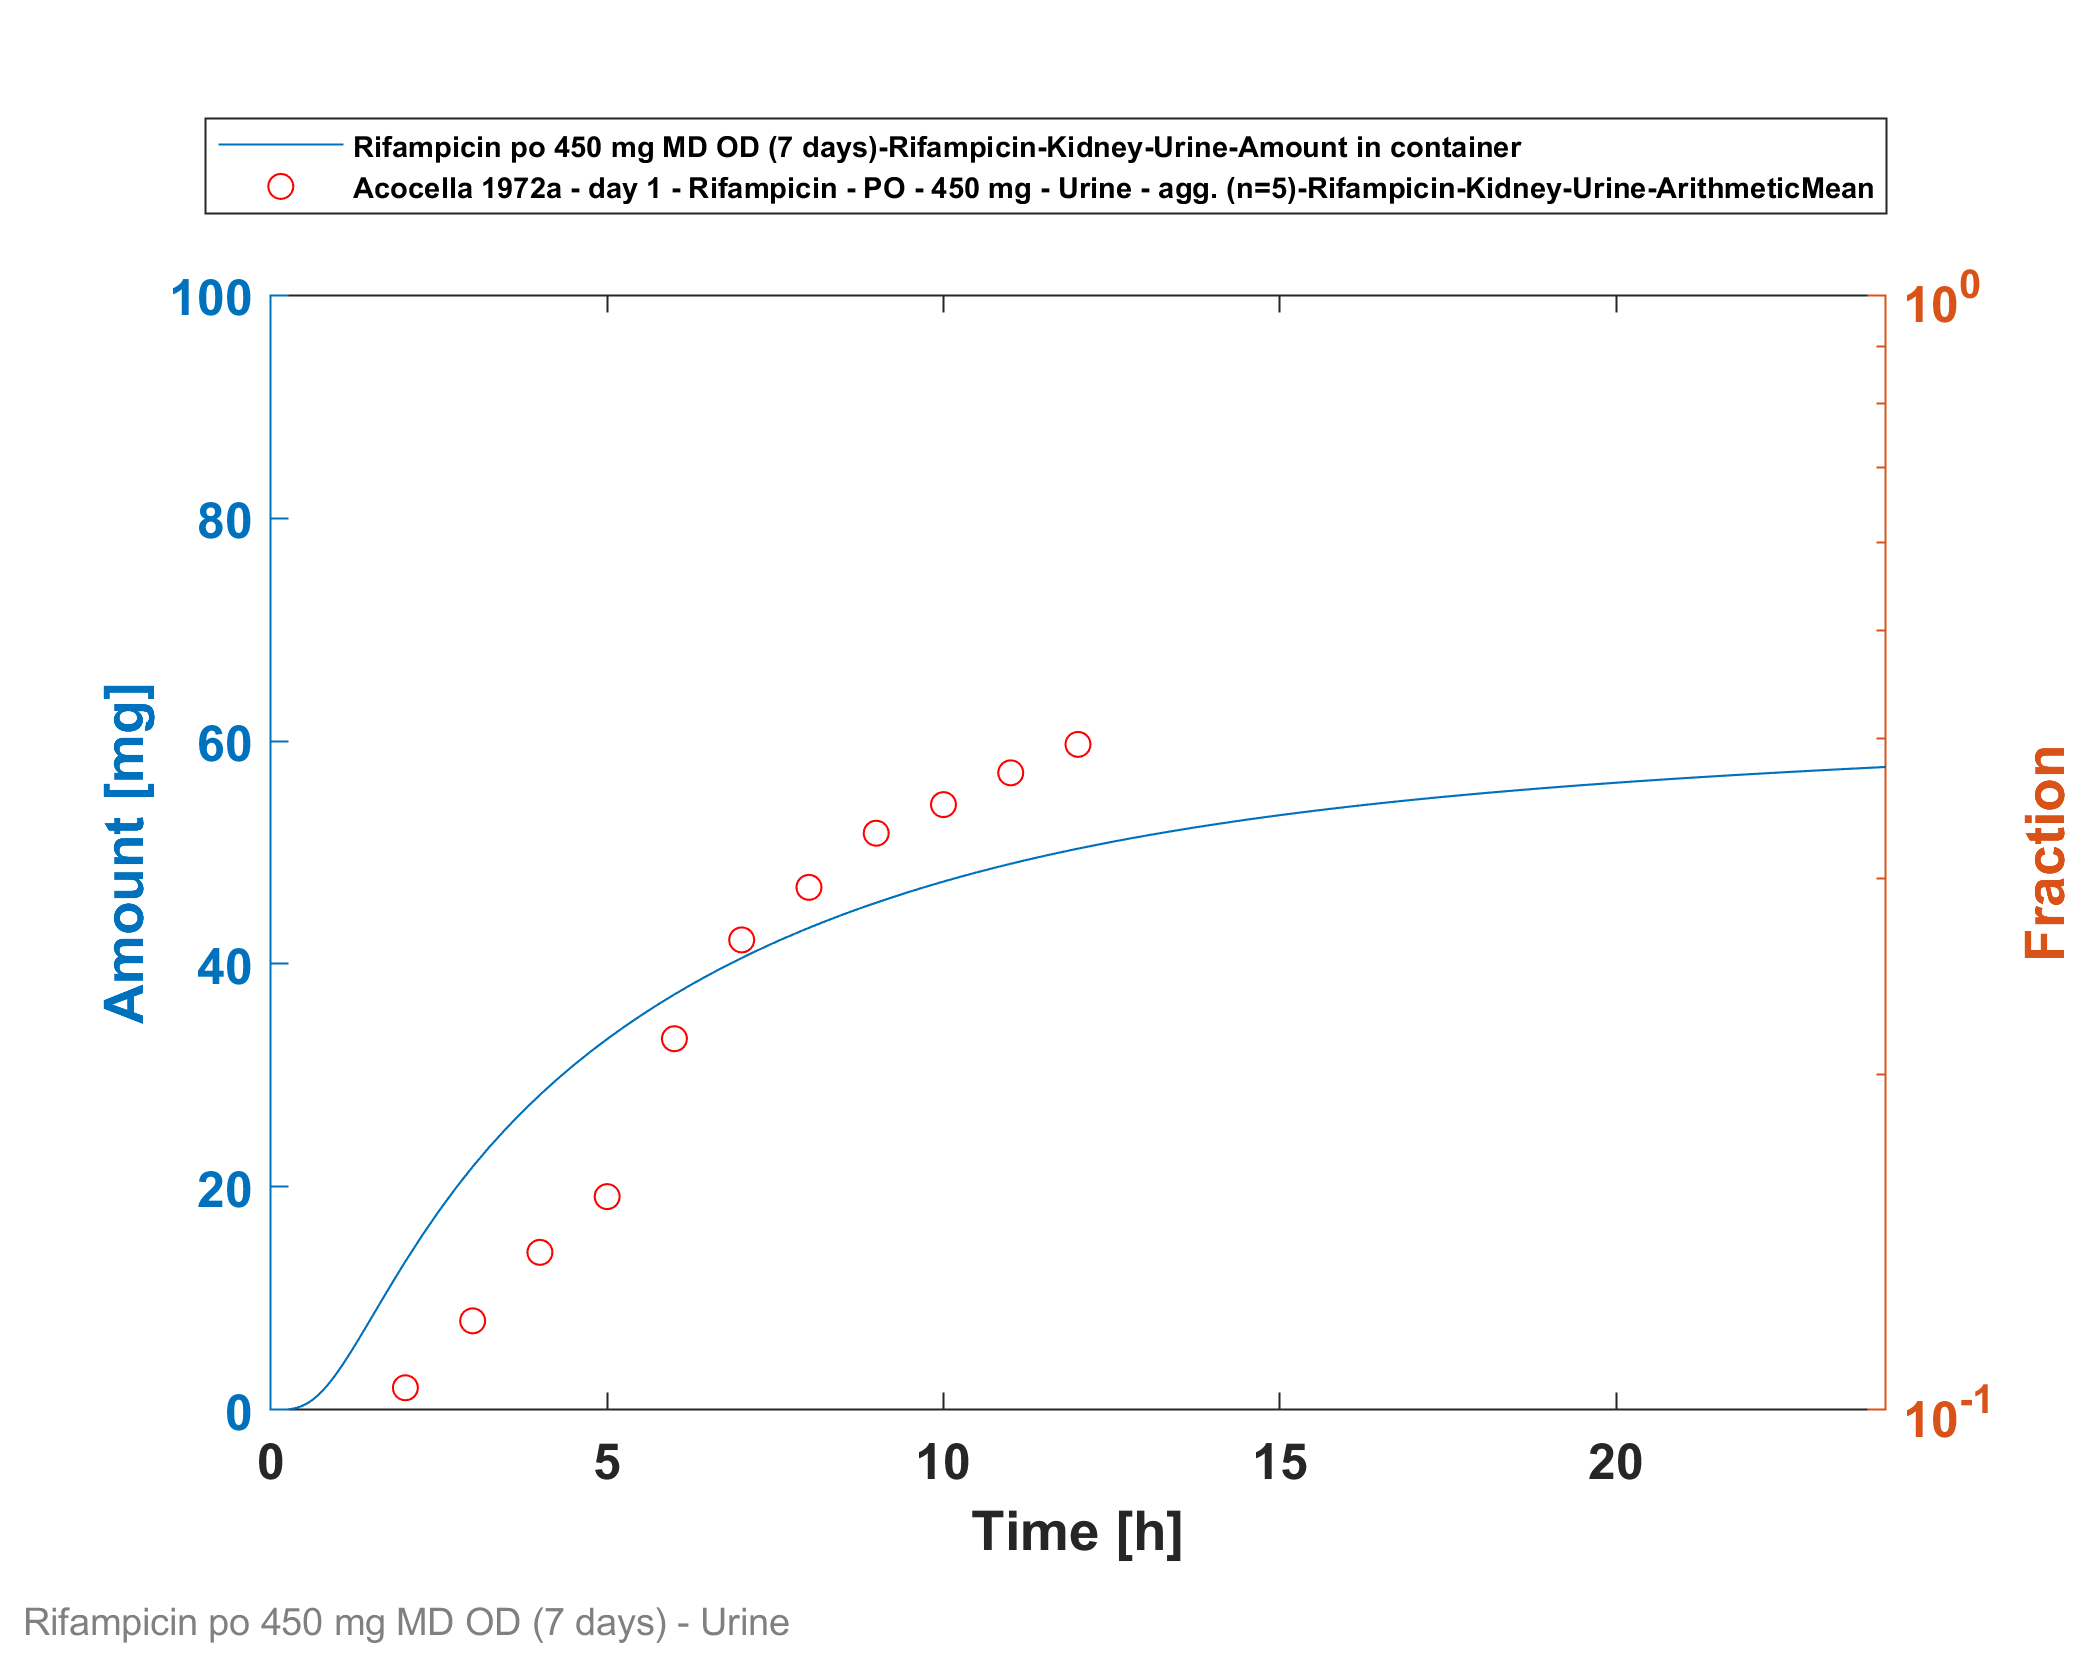 Rifampicin po 450 mg MD OD (7 days)-Rifampicin-Kidney-Urine-Amount in container
Acocella 1972a - day 1 - Rifampicin - PO - 450 mg - Urine - agg. (n=5)-Rifampicin-Kidney-Urine-ArithmeticMean
100
80
60
40
20
0
Amount [mg]
10^0
10^-1
Fraction
0 5 10 15 20
Time [h]
Rifampicin po 450 mg MD OD (7 days) - Urine